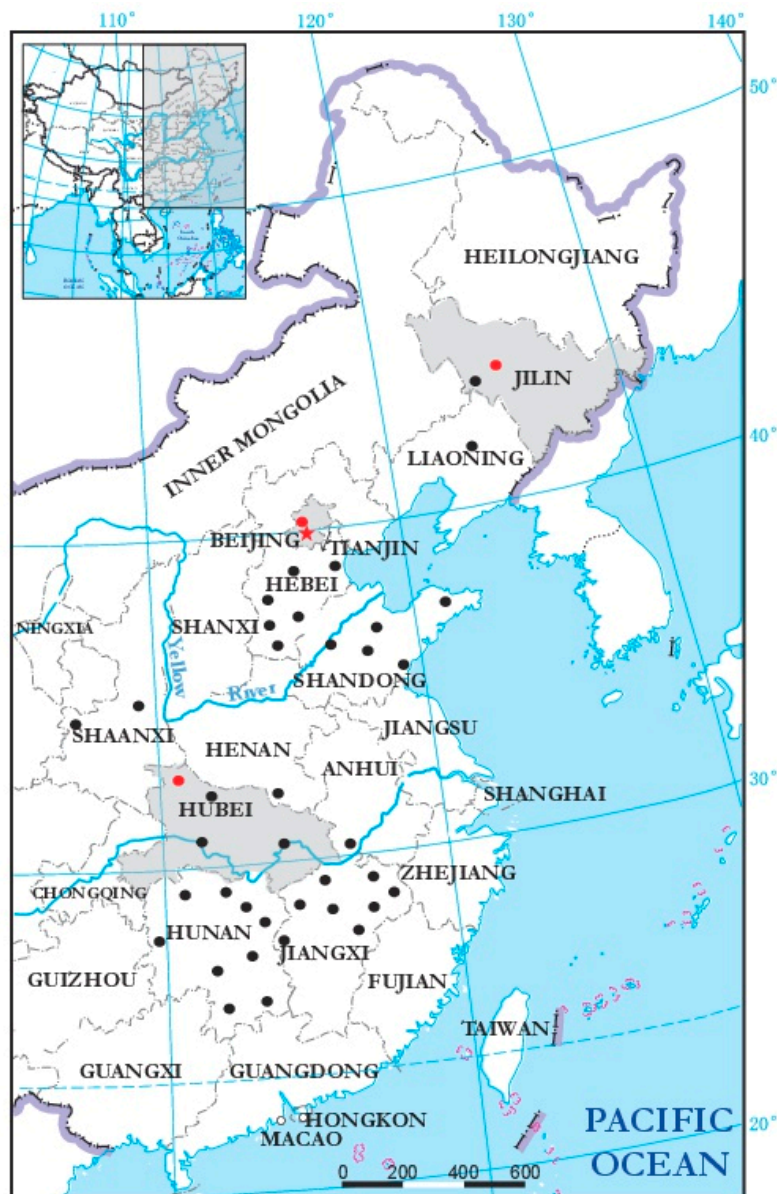 110°
120°
130°
140°
50°
HEILONGJIANG
JILIN
INNER MONGOLIA
40°
LIAONING
BEIJING
TIANJIN
HEBEI
NINGXIA
SHANXI
Yellow
River
SHANDONG
SHAANXI
JIANGSU
HENAN
ANHUI
30°
SHANGHAI
HUBEI
ZHEJIANG
CHONGQING
HUNAN
JIANGXI
GUIZHOU
FUJIAN
TAIWAN
GUANGXI
GUANGDONG
HONGKON
MACAO
PACIFIC
OCEAN
20°
0 200 400 600